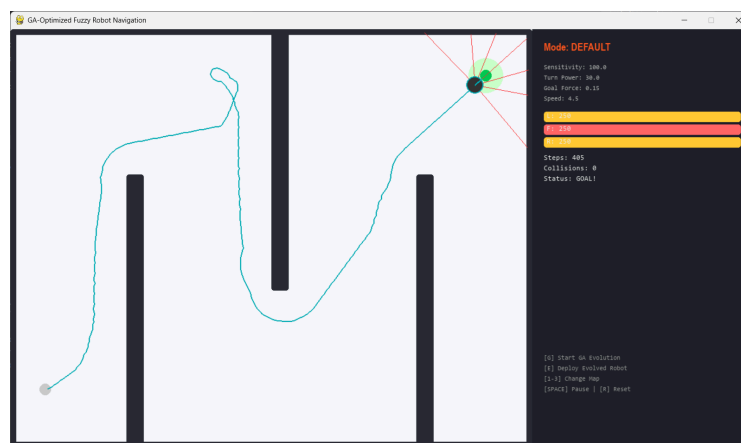 GA-Optimized Fuzzy Robot Navigation
Mode: DEFAULT
Sensitivity: 100.0
Turn Power: 30.0
Goal Force: 0.15
Speed: 4.5
L: 250
F: 250
R: 250
Steps: 405
Collisions: 0
Status: GOAL!
[G] Start GA Evolution
[E] Deploy Evolved Robot
[1-3] Change Map
[SPACE] Pause | [R] Reset